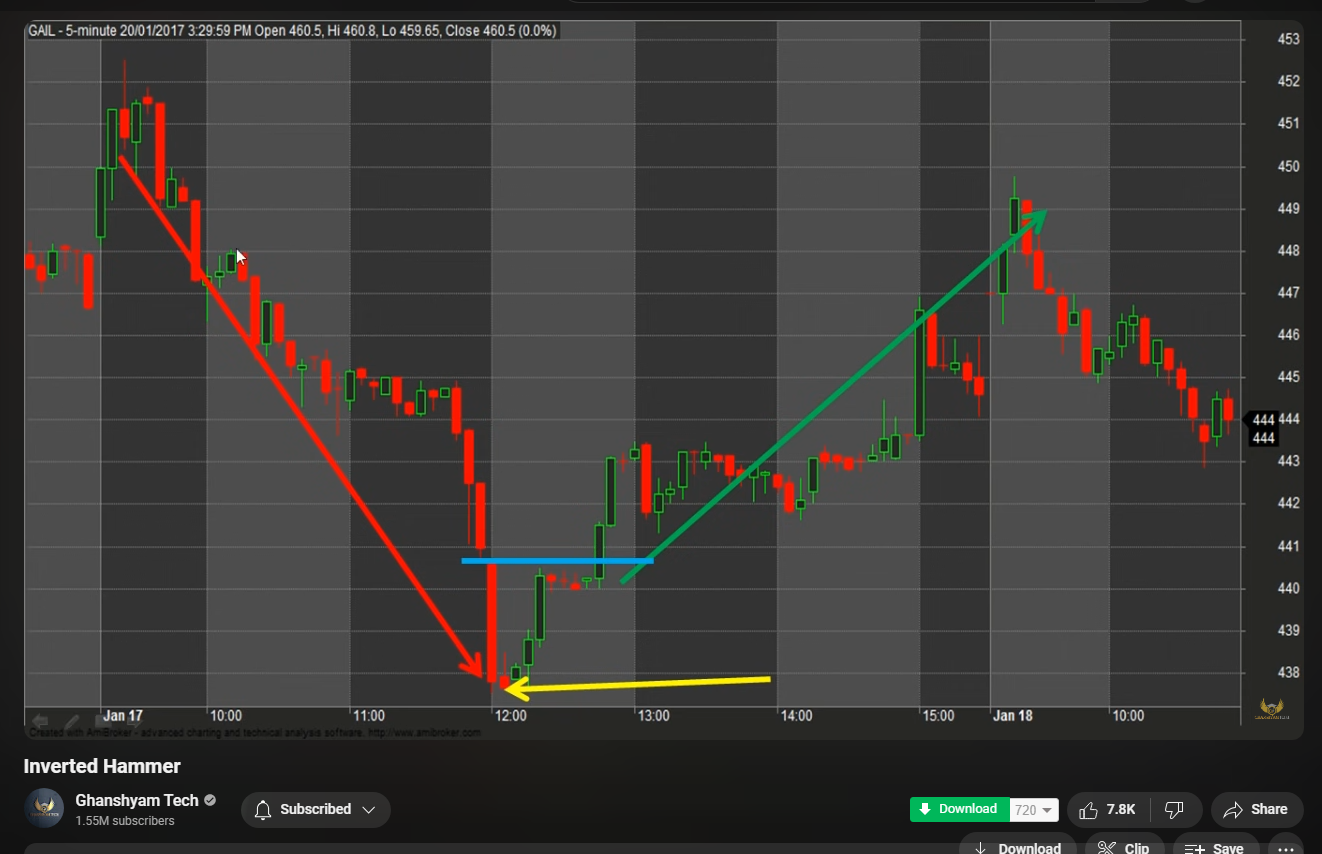 GAIL - 5-minute 20/01/2017 3:29:59 PM Open 460.5, Hi 460.8, Lo 459.65, Close 460.5 (0.0%)
453
452
451
450
449
448
447
446
445
444 444
444
443
442
441
440
439
438
Jan 17 10:00 11:00 12:00 13:00 14:00 15:00 Jan 18 10:00
Created with AmiBroker - advanced charting and technical analysis software. http://www.amibroker.com
Inverted Hammer
Ghanshyam Tech
1.55M subscribers
Subscribed
Download 720
7.8K
Share
Download
Clip
Save